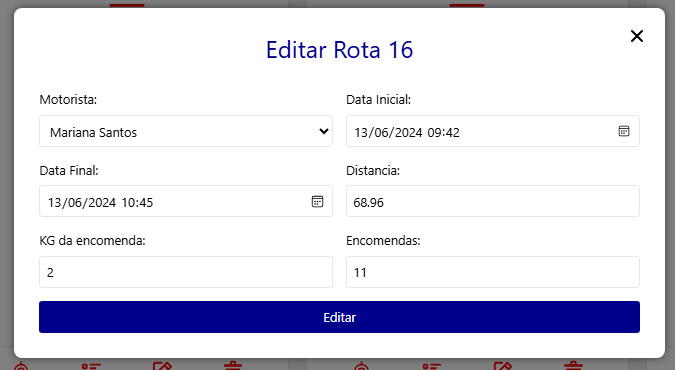 Editar Rota 16
Motorista:
Data Inicial:
Mariana Santos
13/06/2024 09:42
Data Final:
Distancia:
13/06/2024 10:45
68.96
KG da encomenda:
Encomendas:
2
11
Editar